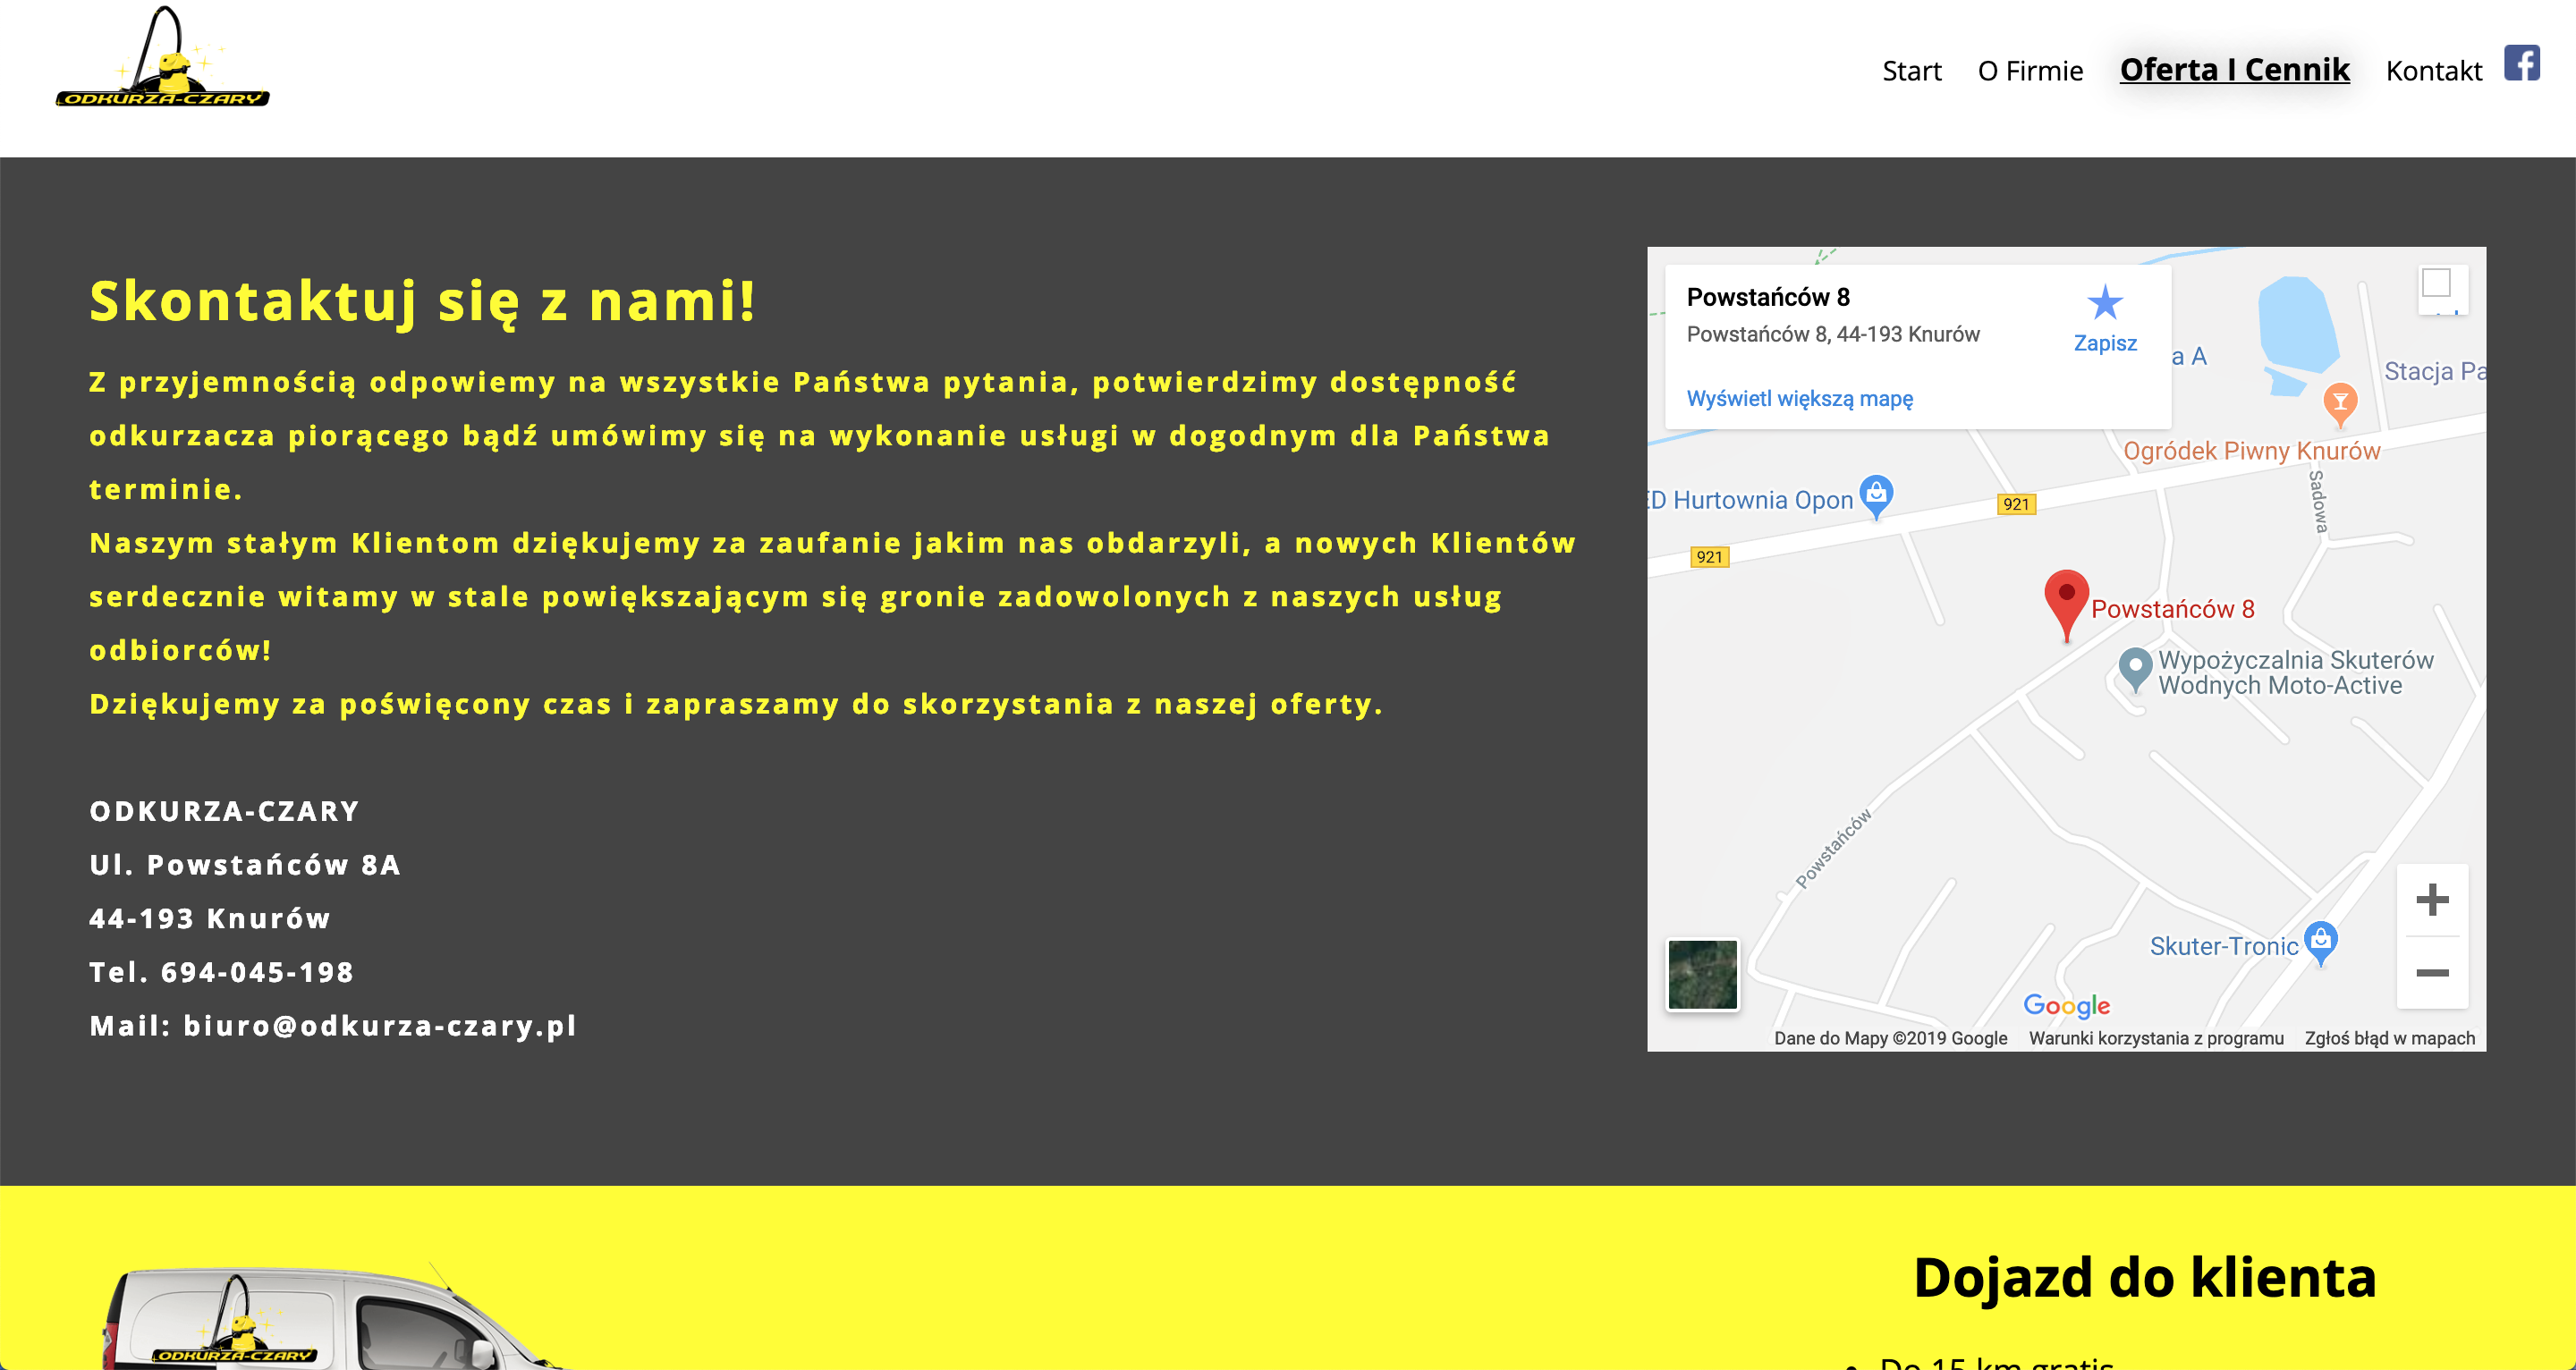 ODKURZA-CZARY
Start O Firmie Oferta I Cennik Kontakt
Skontaktuj się z nami!
Z przyjemnością odpowiemy na wszystkie Państwa pytania, potwierdzimy dostępność
odkurzacza piorącego bądź umówimy się na wykonanie usługi w dogodnym dla Państwa
terminie.
Naszym stałym Klientom dziękujemy za zaufanie jakim nas obdarzyli, a nowych Klientów
serdecznie witamy w stale powiększającym się gronie zadowolonych z naszych usług
odbiorców!
Dziękujemy za poświęcony czas i zapraszamy do skorzystania z naszej oferty.
ODKURZA-CZARY
Ul. Powstańców 8A
44-193 Knurów
Tel. 694-045-198
Mail: biuro@odkurza-czary.pl
Powstańców 8
Powstańców 8, 44-193 Knurów
Zapisz
Wyświetl większą mapę
a A
Stacja Pa
Ogródek Piwny Knurów
Sadowa
ED Hurtownia Opon
921
921
Powstańców 8
Wypożyczalnia Skuterów
Wodnych Moto-Active
Powstańców
Skuter-Tronic
Google
Dane do Mapy ©2019 Google Warunki korzystania z programu Zgłoś błąd w mapach
ODKURZA-CZARY
Dojazd do klienta
• Do 15 km gratis